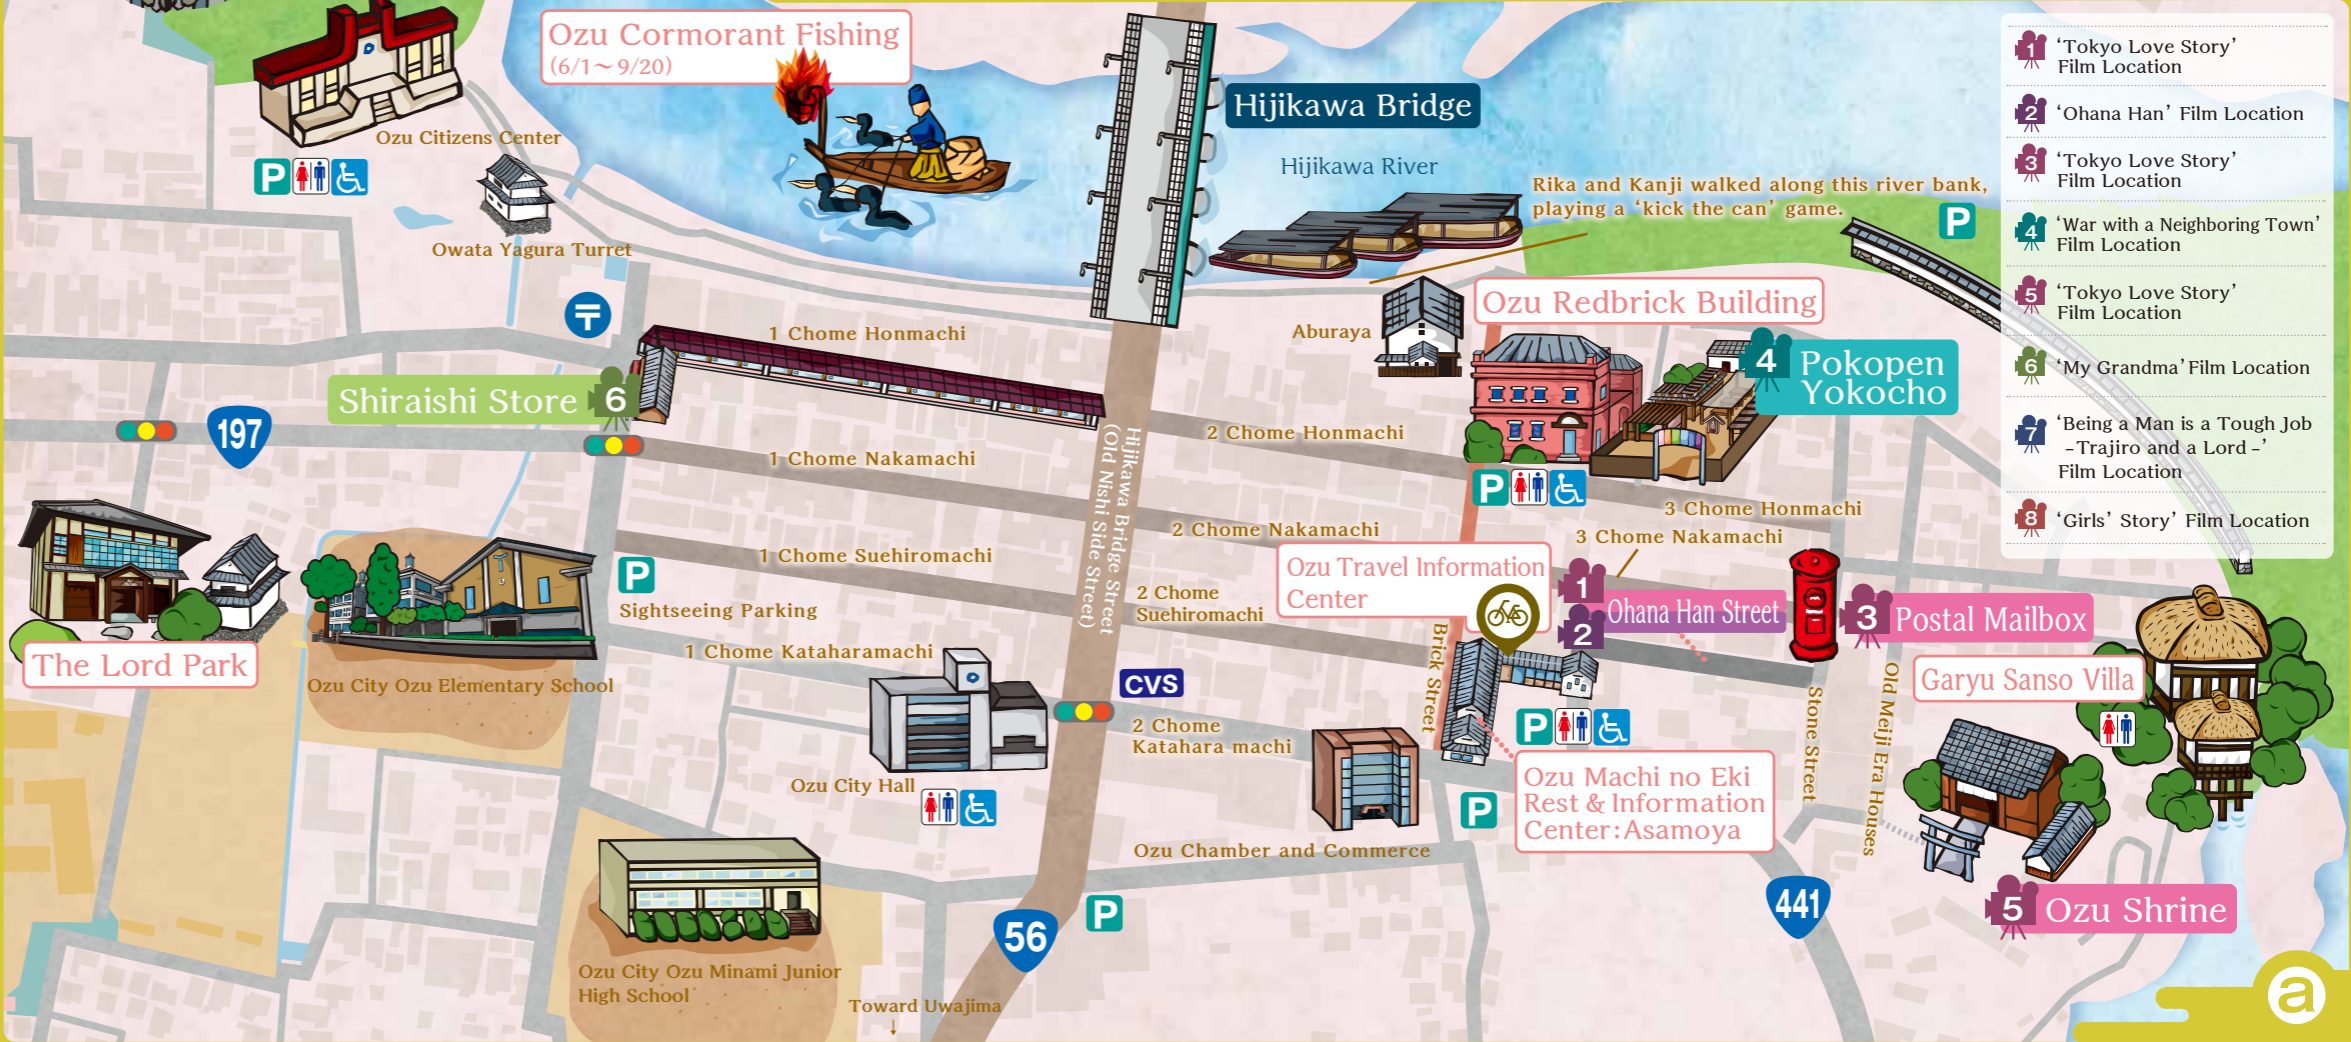 Ozu Cormorant Fishing
(6/1～9/20)
Ozu Citizens Center
P
Owata Yagura Turret
Hijikawa Bridge
Hijikawa River
Rika and Kanji walked along this river bank,
playing a ‘kick the can’ game.
P
1 ‘Tokyo Love Story’
Film Location
2 ‘Ohana Han’ Film Location
3 ‘Tokyo Love Story’
Film Location
4 ‘War with a Neighboring Town’
Film Location
5 ‘Tokyo Love Story’
Film Location
6 ‘My Grandma’ Film Location
7 ‘Being a Man is a Tough Job
-Trajiro and a Lord-’
Film Location
8 ‘Girls’ Story’ Film Location
〒
1 Chome Honmachi
Shiraishi Store 6
197
Aburaya
Ozu Redbrick Building
4 Pokopen
Yokocho
P
2 Chome Honmachi
1 Chome Nakamachi
Hijikawa Bridge Street
(Old Nishi Side Street)
2 Chome Nakamachi
3 Chome Honmachi
3 Chome Nakamachi
1 Chome Suehiromachi
P
Sightseeing Parking
2 Chome
Suehiromachi
Ozu Travel Information
Center
1
2
Ohana Han Street
3 Postal Mailbox
The Lord Park
Ozu City Ozu Elementary School
1 Chome Kataharamachi
CVS
2 Chome
Katahara machi
Brick Street
P
Stone Street
Old Meiji Era Houses
Garyu Sanso Villa
Ozu City Hall
Ozu Machi no Eki
Rest & Information
Center:Asamoya
P
Ozu Chamber and Commerce
P
56
441
5 Ozu Shrine
Ozu City Ozu Minami Junior
High School
Toward Uwajima
↓
a